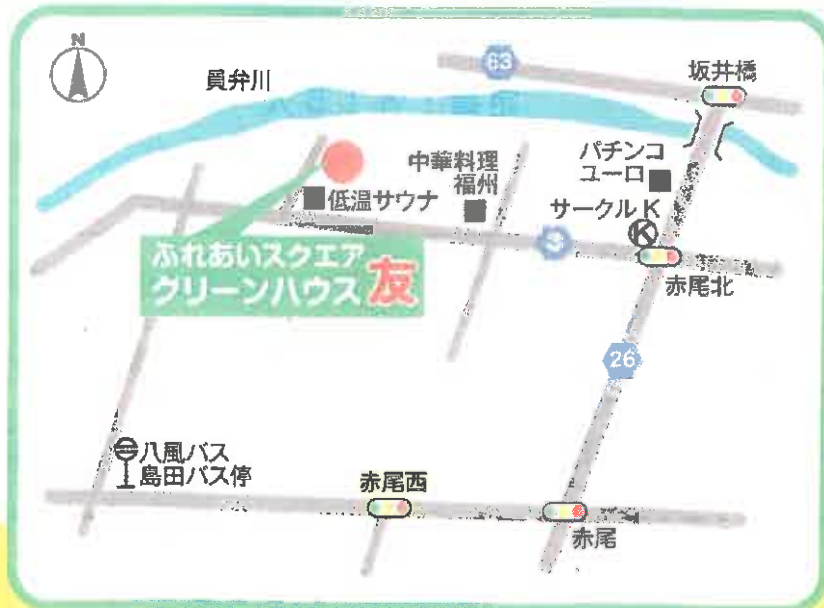 N
員弁川
63
坂井橋
中華料理
福州
パチンコ
ユーロ
低温サウナ
サークルK
K
3
赤尾北
ふれあいスクエア
グリーンハウス友
26
八風バス
島田バス停
赤尾西
赤尾